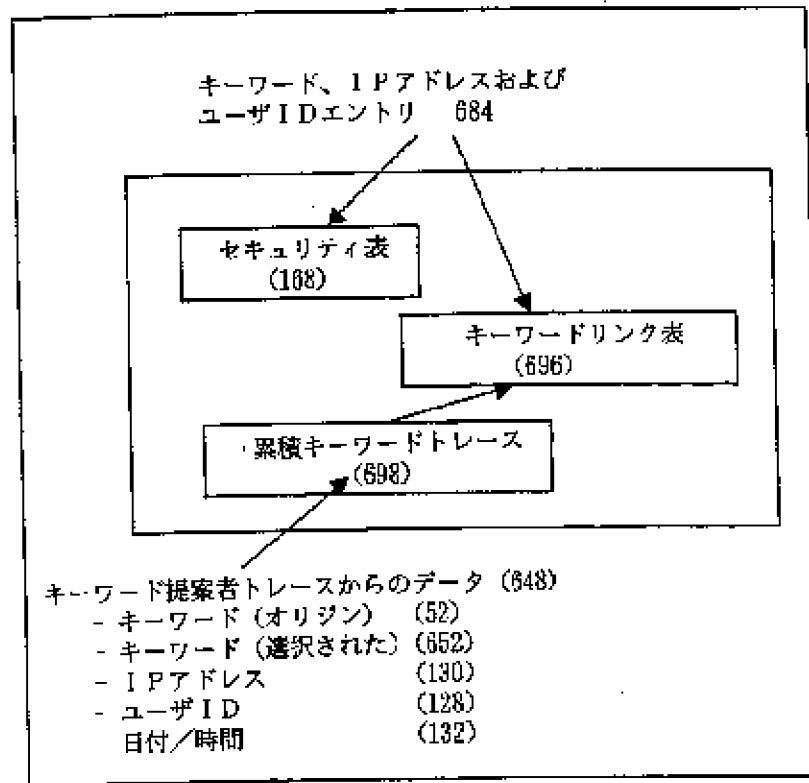 キーワード、IPアドレスおよび
ユーザIDエントリ 684
セキュリティ表
(168)
キーワードリンク表
(696)
累積キーワードトレース
(698)
キーワード提案者トレースからのデータ (648)
- キーワード (オリジン) (52)
- キーワード (選択された) (652)
- IPアドレス (130)
- ユーザID (128)
日付/時間 (132)